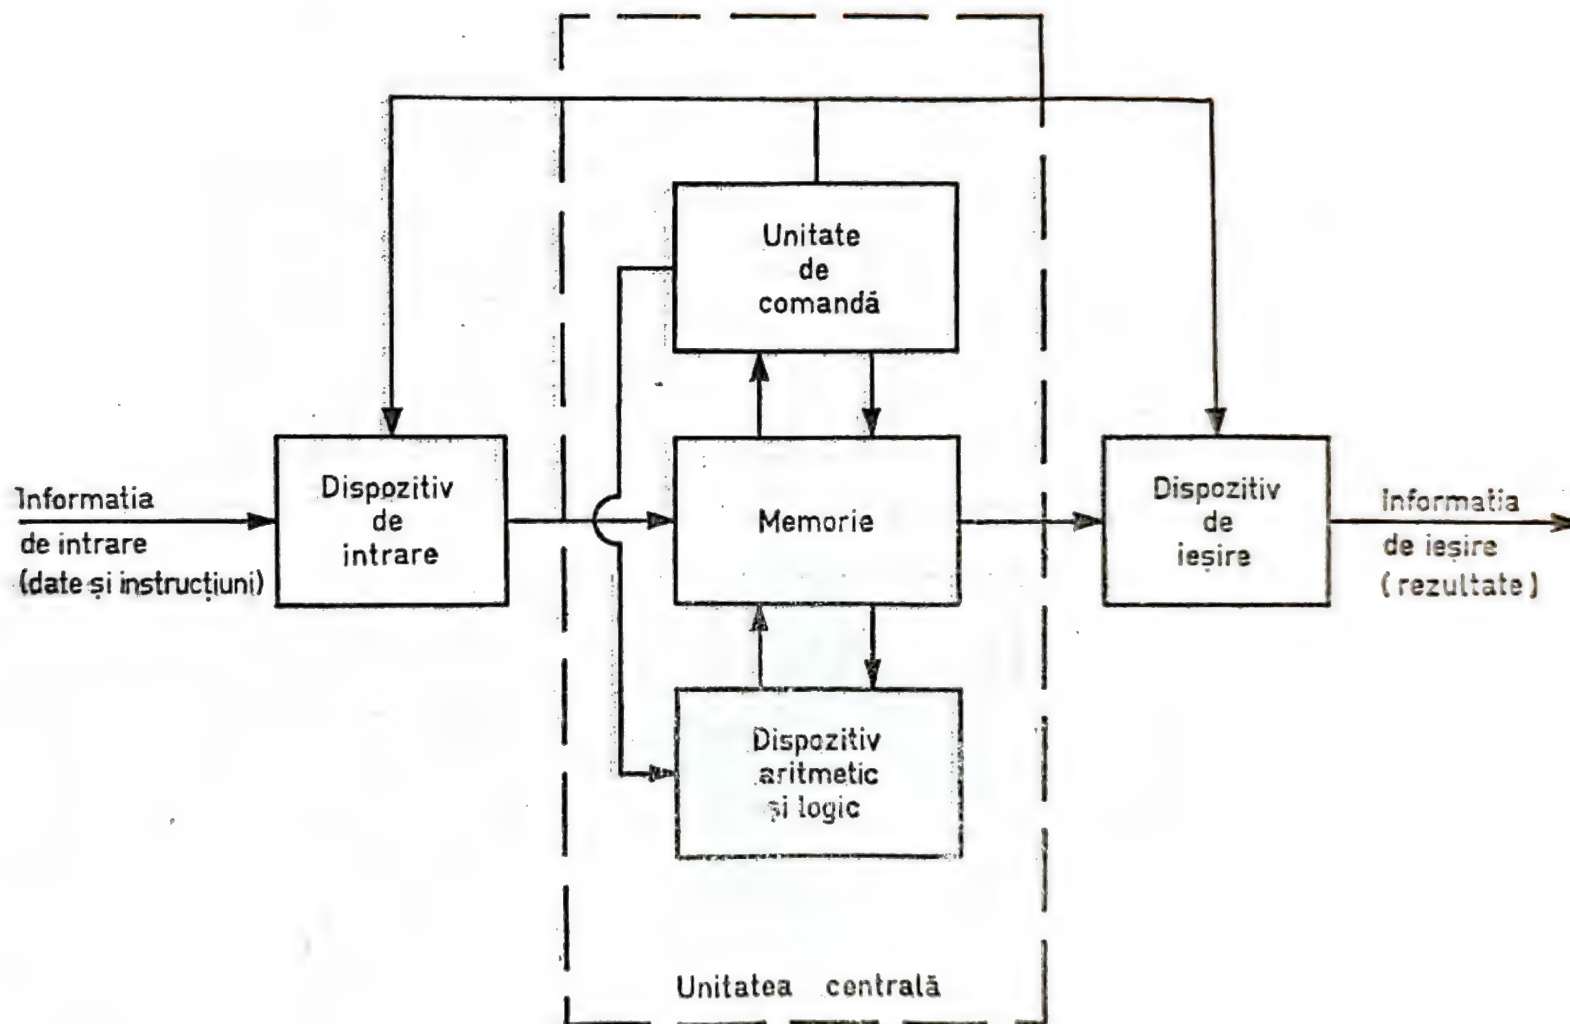 Unitate
de
comandă
Informația
de intrare
(date și instrucțiuni)
Dispozitiv
de
intrare
Memorie
Dispozitiv
de
ieșire
Informatia
de ieșire
(rezultate)
Dispozitiv
aritmetic
și logic
Unitatea centrală